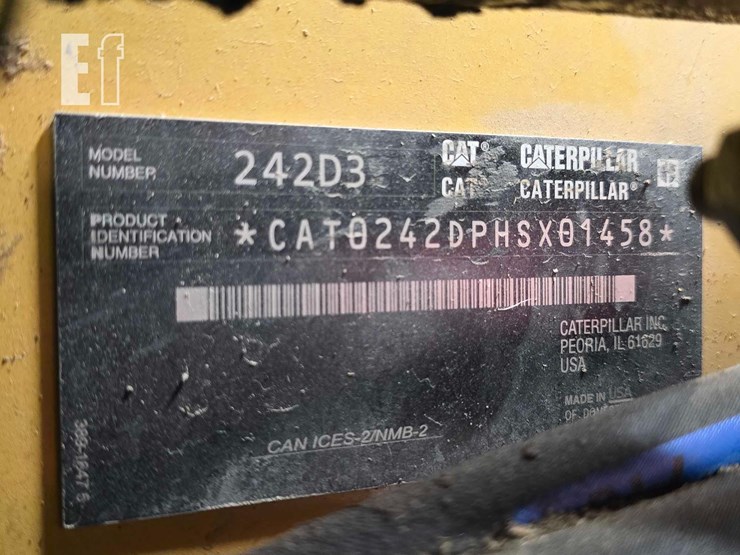 Ef
MODEL NUMBER
242D3
CAT® CATERPILLAR
CAT CATERPILLAR®
PRODUCT IDENTIFICATION NUMBER
*CAT0242DPHSX01458*
CATERPILLAR INC.
PEORIA, IL 61629
USA
MADE IN USA
OF
CAN ICES-2/NMB-2